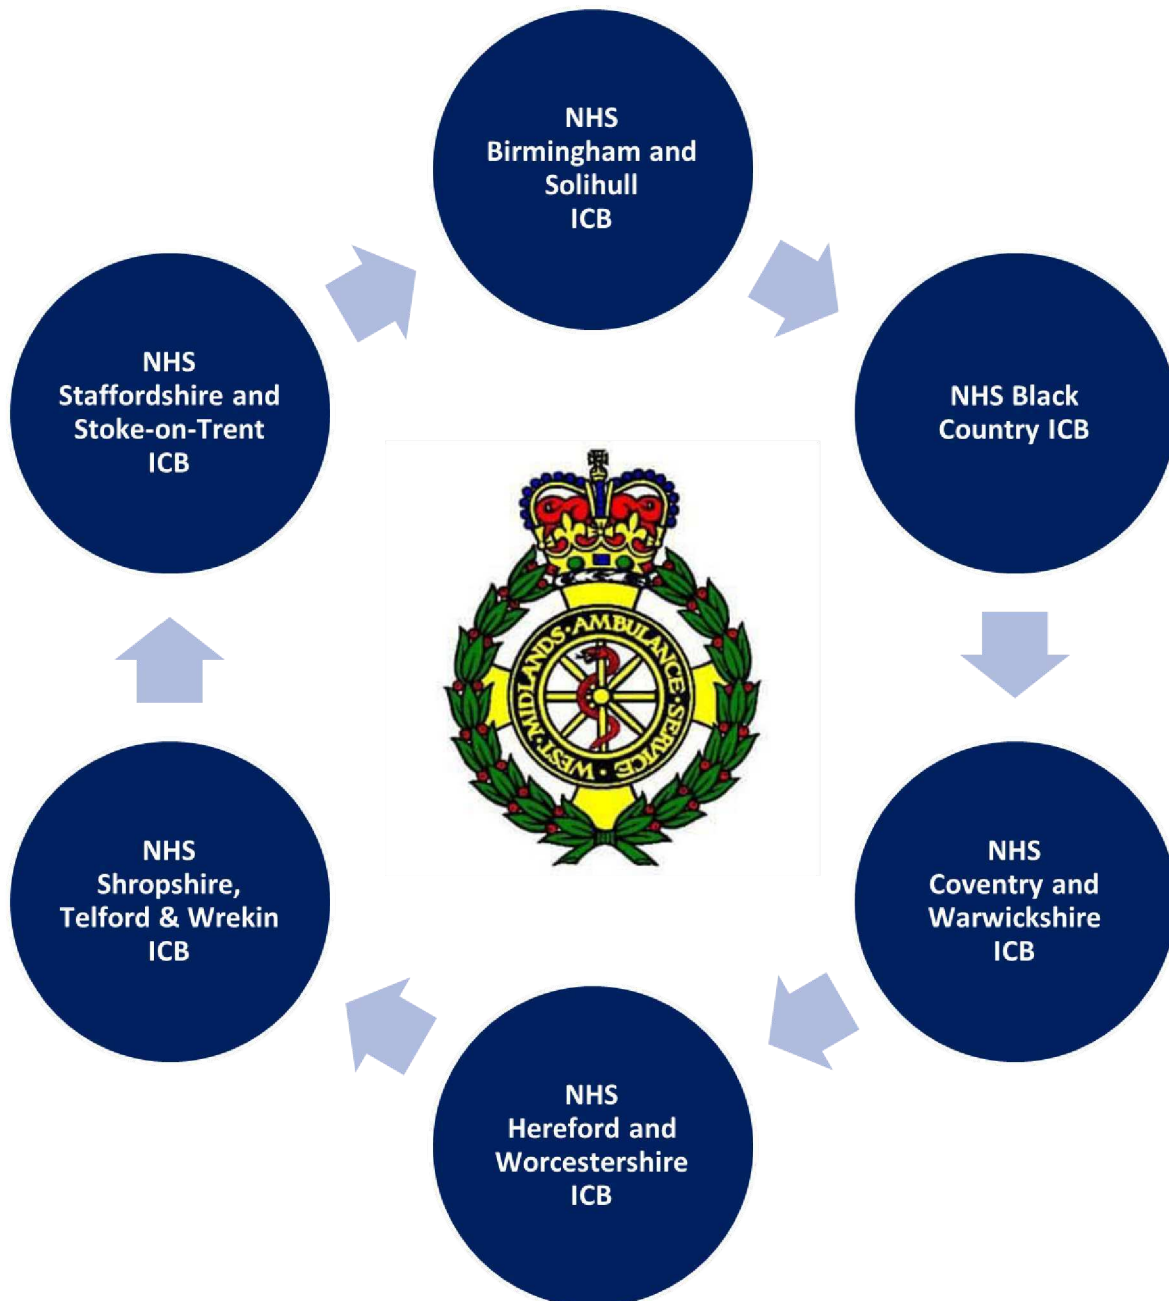 NHS
Birmingham and
Solihull
ICB
NHS Black
Country ICB
NHS
Coventry and
Warwickshire
ICB
NHS
Hereford and
Worcestershire
ICB
NHS
Shropshire,
Telford & Wrekin
ICB
NHS
Staffordshire and
Stoke-on-Trent
ICB
WEST·MIDLANDS·AMBULANCE·SERVICE·